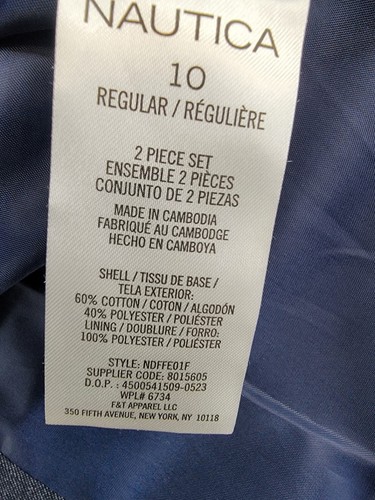 NAUTICA
10
REGULAR / RÉGULIÈRE
2 PIECE SET
ENSEMBLE 2 PIÈCES
CONJUNTO DE 2 PIEZAS
MADE IN CAMBODIA
FABRIQUÉ AU CAMBODGE
HECHO EN CAMBOYA
SHELL / TISSU DE BASE /
TELA EXTERIOR:
60% COTTON / COTON / ALGODÓN
40% POLYESTER / POLIÉSTER
LINING / DOUBLURE / FORRO:
100% POLYESTER / POLIÉSTER
STYLE: NDFFE01F
SUPPLIER CODE: 8015605
D.O.P. : 4500541509-0523
WPL# 6734
F&T APPAREL LLC
350 FIFTH AVENUE, NEW YORK, NY 10118